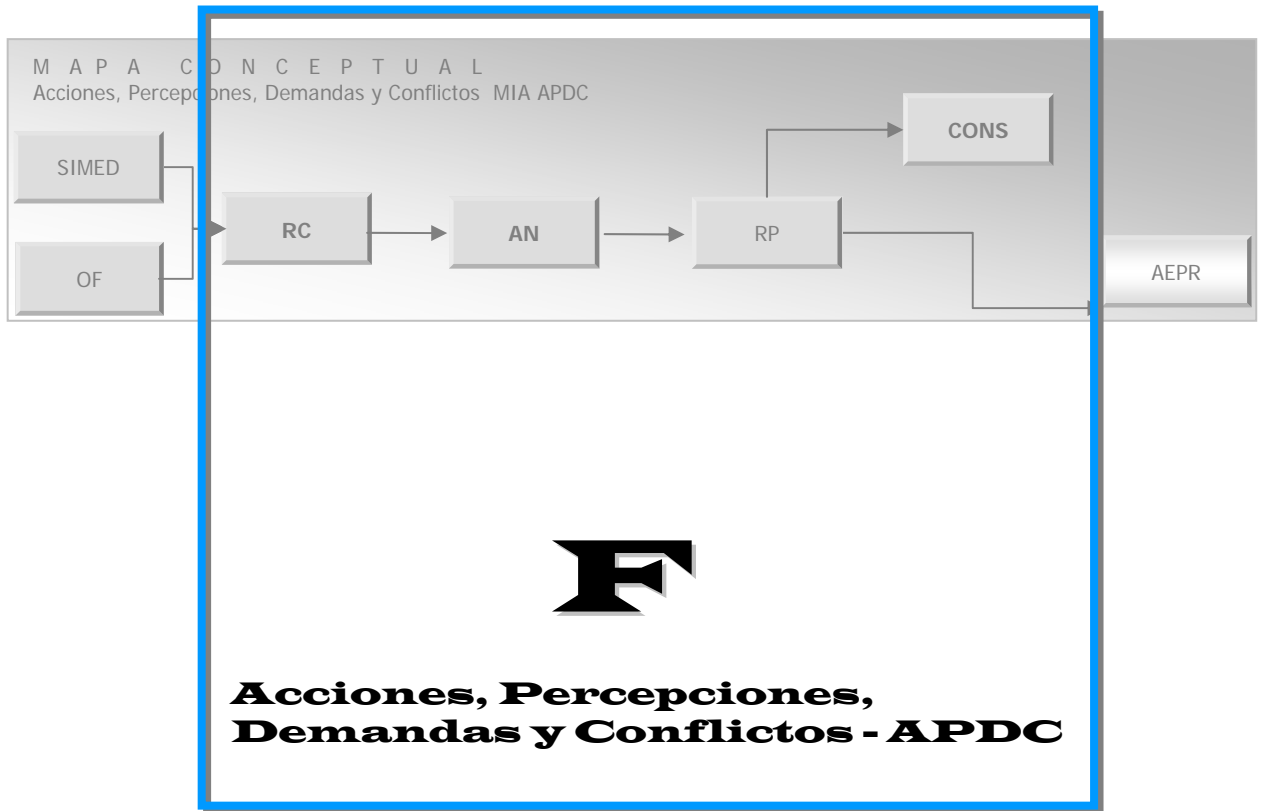 M A P A C O N C E P T U A L
Acciones, Percepciones, Demandas y Conflictos MIA APDC
CONS
SIMED
RC
AN
RP
OF
AEPR
F
Acciones, Percepciones,
Demandas y Conflictos - APDC